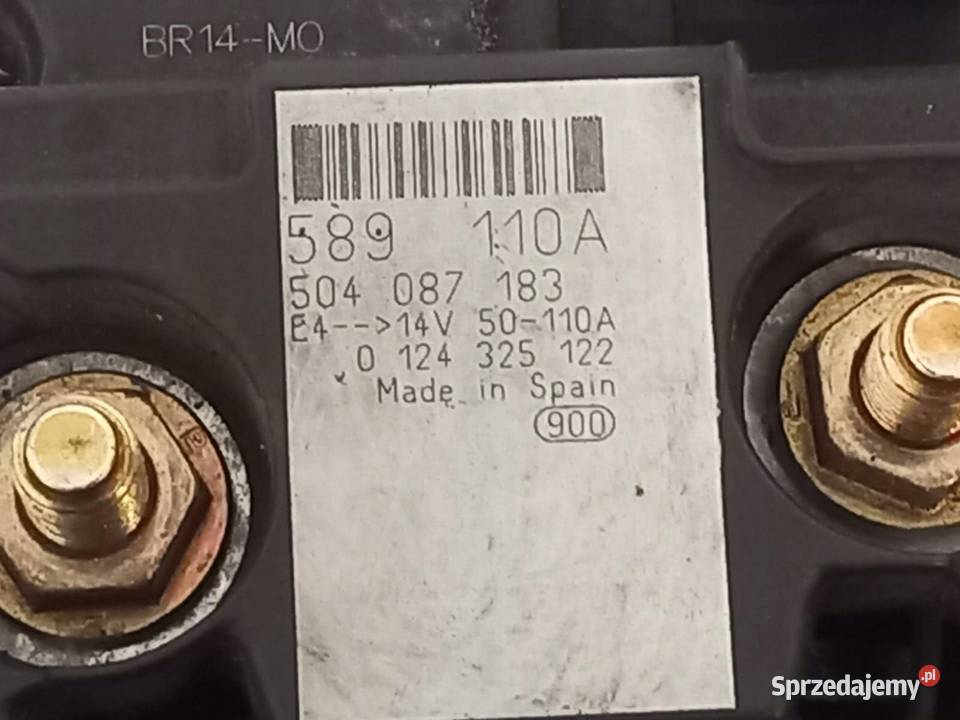 BR14--MO
589 110A
504 087 183
E4-->14V 50-110A
0 124 325 122
Made in Spain
900
Sprzedajemy.pl